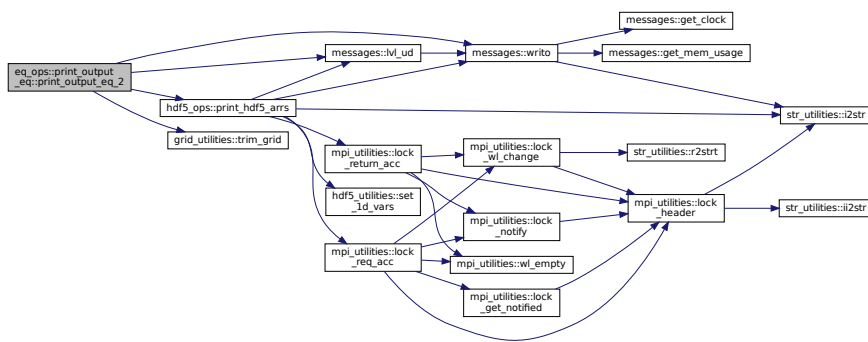 eq_ops::print_output
_eq::print_output_eq_2
messages::lvl_ud
hdf5_ops::print_hdf5_arrs
grid_utilities::trim_grid
messages::writo
messages::get_clock
messages::get_mem_usage
str_utilities::i2str
mpi_utilities::lock
_return_acc
hdf5_utilities::set
_1d_vars
mpi_utilities::lock
_req_acc
mpi_utilities::lock
_wl_change
mpi_utilities::lock
_notify
mpi_utilities::wl_empty
mpi_utilities::lock
_get_notified
str_utilities::r2strt
mpi_utilities::lock
_header
str_utilities::ii2str